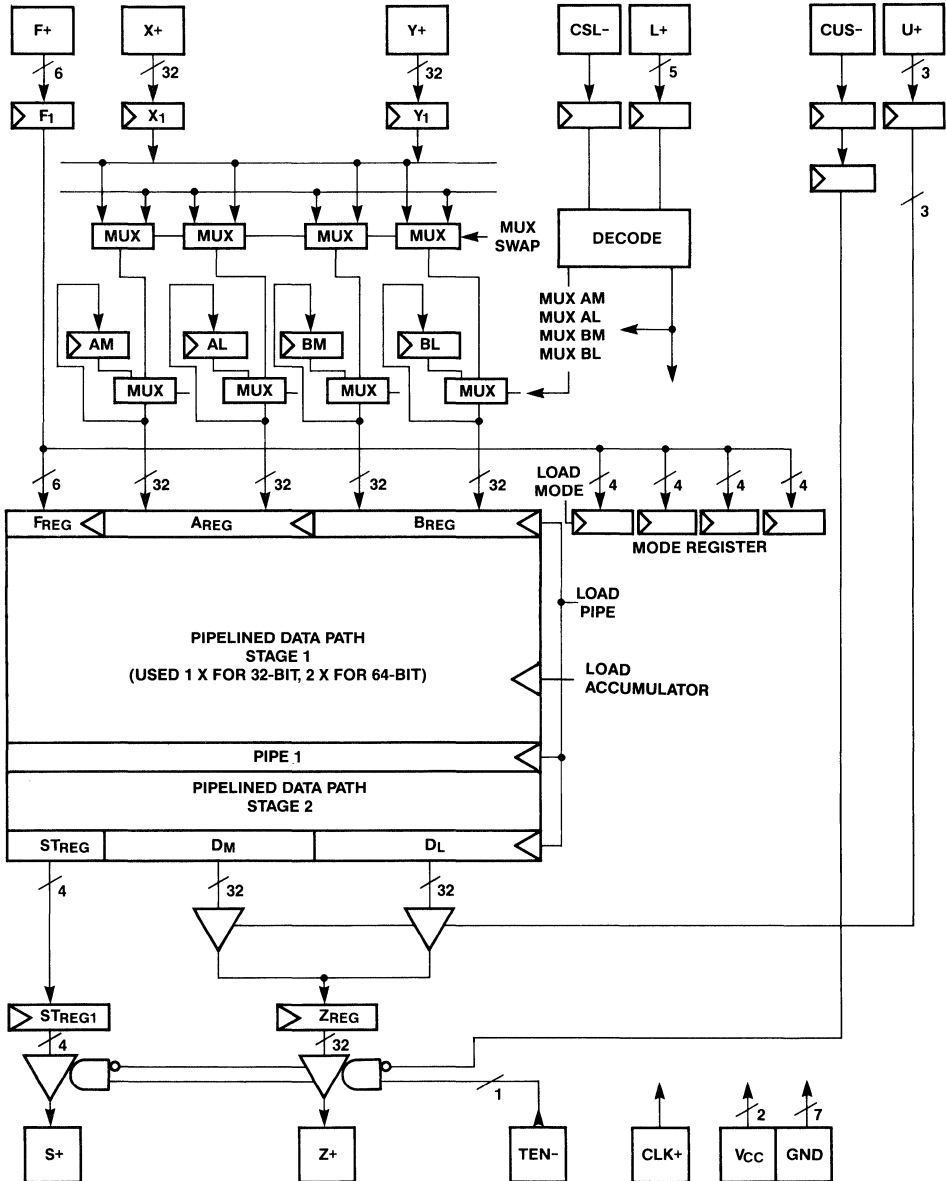 F+ X+ Y+ CSL– L+ CUS– U+
6 32 32 5 3
F1 X1 Y1
3
MUX MUX MUX MUX
MUX
SWAP
DECODE
MUX AM
MUX AL
MUX BM
MUX BL
AM AL BM BL
MUX MUX MUX MUX
6 32 32 32 32
LOAD
MODE
4 4 4 4
FREG AREG BREG
MODE REGISTER
LOAD
PIPE
PIPELINED DATA PATH
STAGE 1
(USED 1 X FOR 32-BIT, 2 X FOR 64-BIT)
LOAD
ACCUMULATOR
PIPE 1
PIPELINED DATA PATH
STAGE 2
STREG DM DL
4 32 32
STREG1 ZREG
4 32
1 2 7
S+ Z+ TEN– CLK+ VCC GND